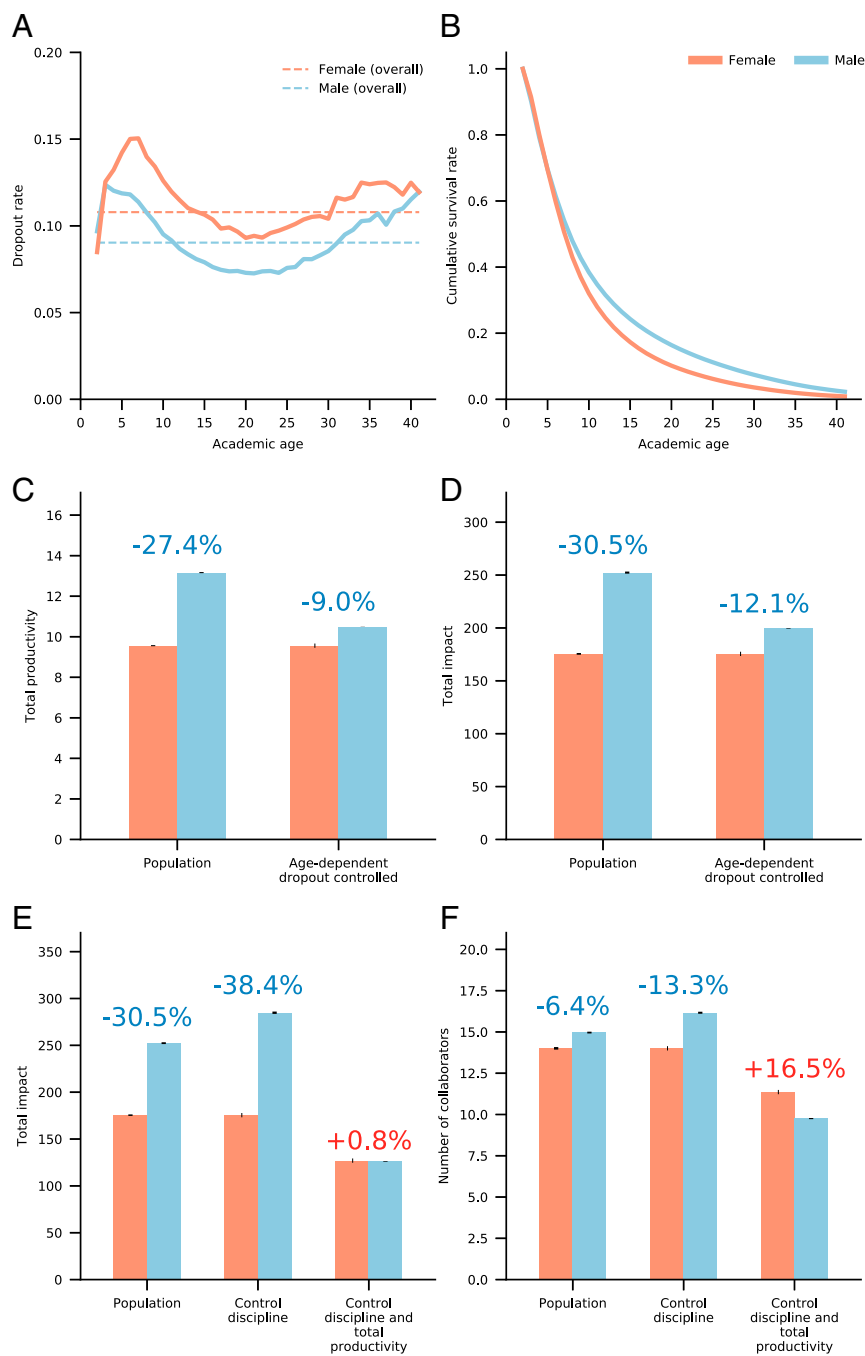 A
0.20
0.15
0.10
0.05
0.00
Dropout rate
Female (overall)
Male (overall)
0 5 10 15 20 25 30 35 40
Academic age
B
1.0
0.8
0.6
0.4
0.2
0.0
Cumulative survival rate
Female Male
0 5 10 15 20 25 30 35 40
Academic age
C
16
14
12
10
8
6
4
2
0
Total productivity
-27.4%
-9.0%
Population
Age-dependent
dropout controlled
D
300
250
200
150
100
50
0
Total impact
-30.5%
-12.1%
Population
Age-dependent
dropout controlled
E
350
300
250
200
150
100
50
0
Total impact
-30.5%
-38.4%
+0.8%
Population
Control
discipline
Control
discipline and
total
productivity
F
20.0
17.5
15.0
12.5
10.0
7.5
5.0
2.5
0.0
Number of collaborators
-6.4%
-13.3%
+16.5%
Population
Control
discipline
Control
discipline and
total
productivity